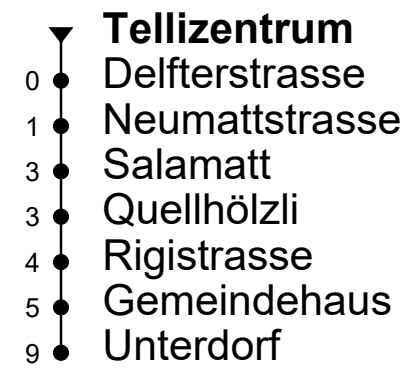 Tellizentrum
0 Delfterstrasse
1 Neumattstrasse
3 Salamatt
3 Quellhölzli
4 Rigistrasse
5 Gemeindehaus
9 Unterdorf